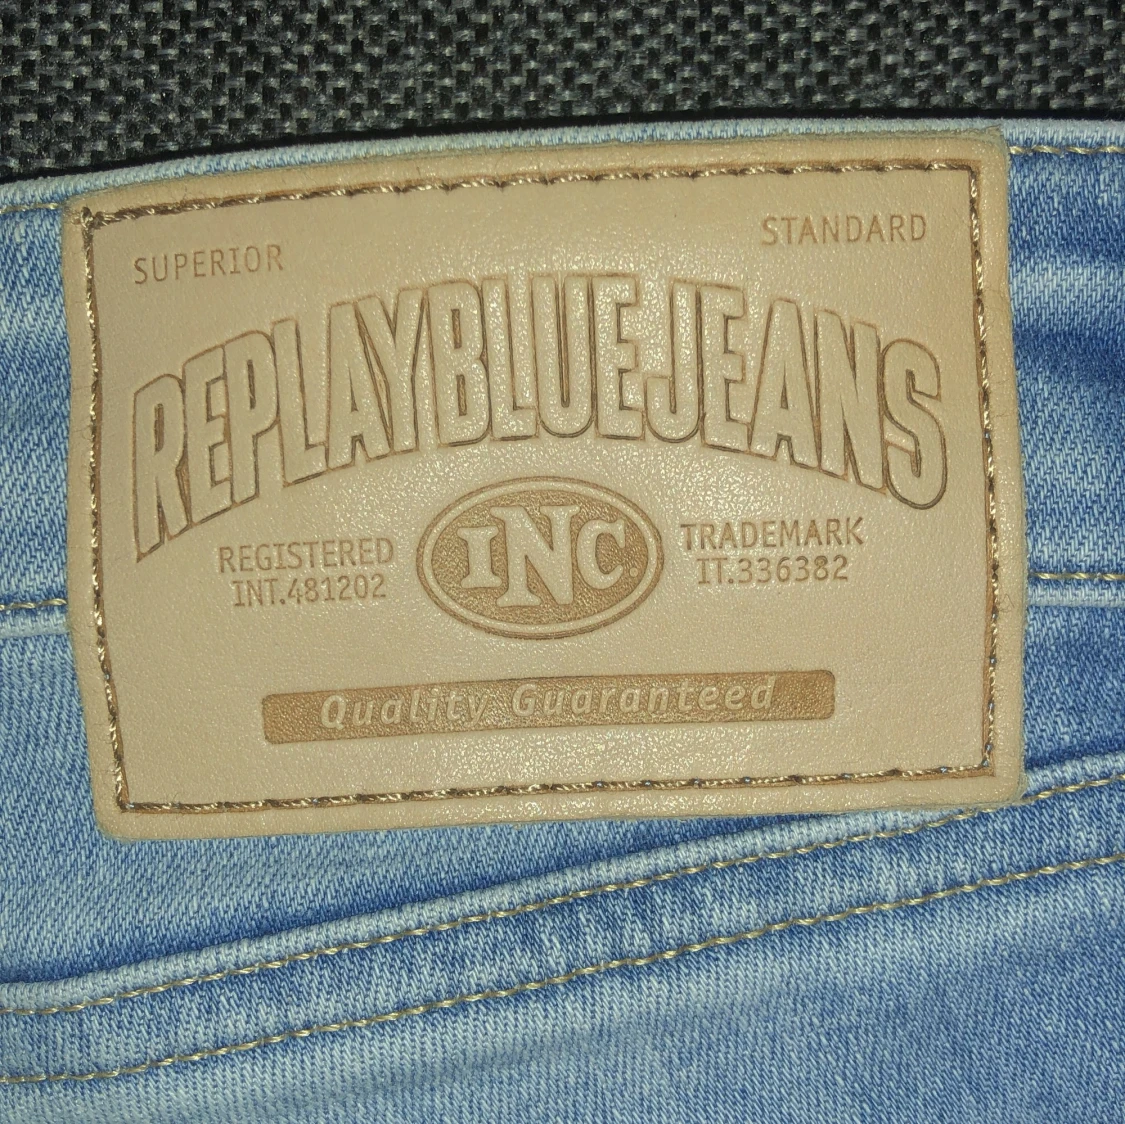 SUPERIOR STANDARD
REPLAYBLUEJEANS
REGISTERED
INT.481202
INC.
TRADEMARK
IT.336382
Quality Guaranteed